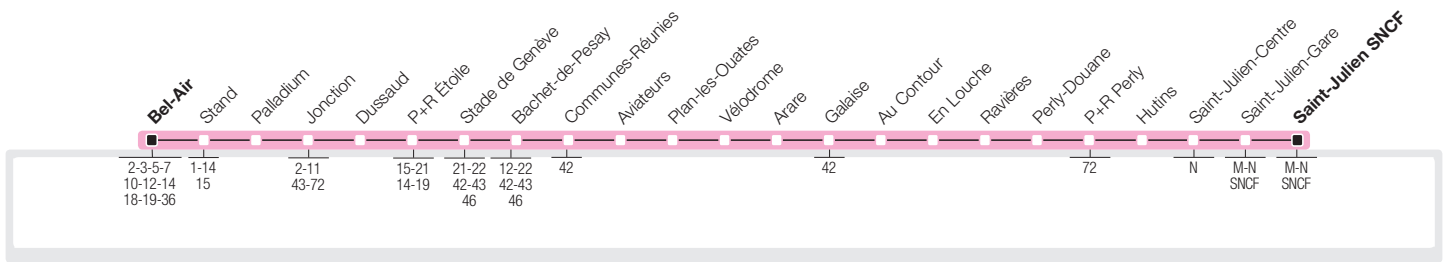 Bel-Air
Stand
Palladium
Jonction
Dussaud
P+R Étoile
Stade de Genève
Bachet-de-Pesay
Communes-Réunies
Aviateurs
Plan-les-Ouates
Vélodrome
Arare
Galaise
Au Contour
En Louche
Ravières
Perly-Douane
P+R Perly
Hutins
Saint-Julien-Centre
Saint-Julien-Gare
Saint-Julien SNCF
2-3-5-7
10-12-14
18-19-36
1-14
15
2-11
43-72
15-21
14-19
21-22
42-43
46
12-22
42-43
46
42
42
72
N
M-N
SNCF
M-N
SNCF